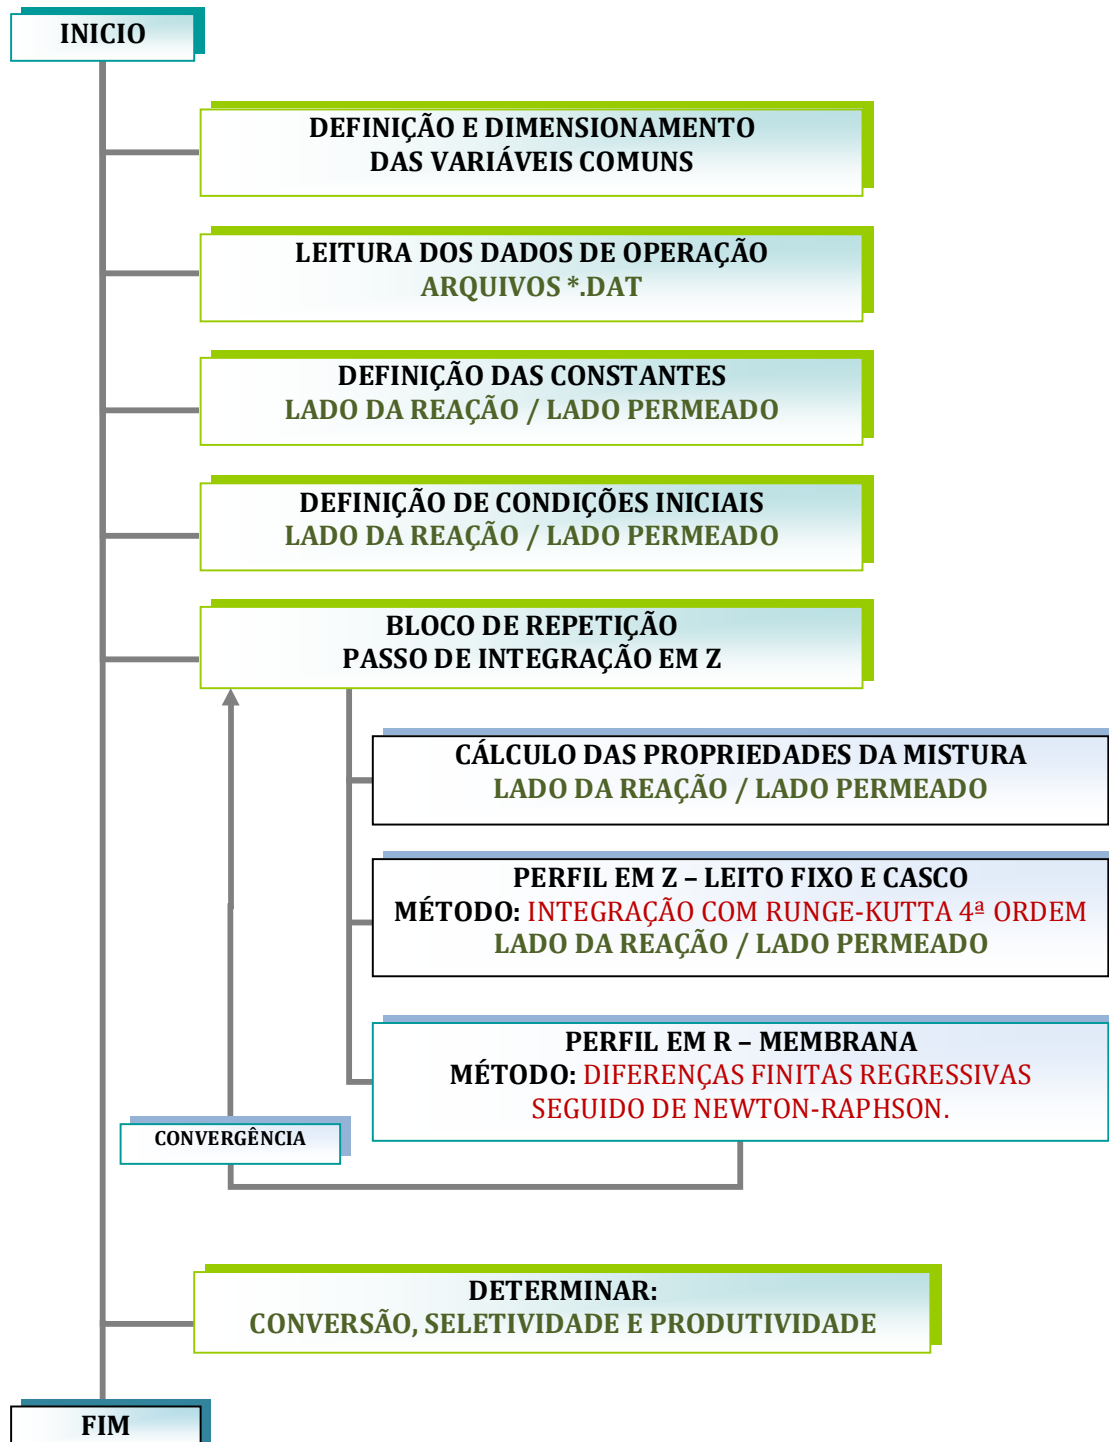 INICIO
DEFINIÇÃO E DIMENSIONAMENTO
DAS VARIÁVEIS COMUNS
LEITURA DOS DADOS DE OPERAÇÃO
ARQUIVOS *.DAT
DEFINIÇÃO DAS CONSTANTES
LADO DA REAÇÃO / LADO PERMEADO
DEFINIÇÃO DE CONDIÇÕES INICIAIS
LADO DA REAÇÃO / LADO PERMEADO
BLOCO DE REPETIÇÃO
PASSO DE INTEGRAÇÃO EM Z
CÁLCULO DAS PROPRIEDADES DA MISTURA
LADO DA REAÇÃO / LADO PERMEADO
PERFIL EM Z – LEITO FIXO E CASCO
MÉTODO: INTEGRAÇÃO COM RUNGE-KUTTA 4ª ORDEM
LADO DA REAÇÃO / LADO PERMEADO
PERFIL EM R – MEMBRANA
MÉTODO: DIFERENÇAS FINITAS REGRESSIVAS
SEGUIDO DE NEWTON-RAPHSON.
CONVERGÊNCIA
DETERMINAR:
CONVERSÃO, SELETIVIDADE E PRODUTIVIDADE
FIM